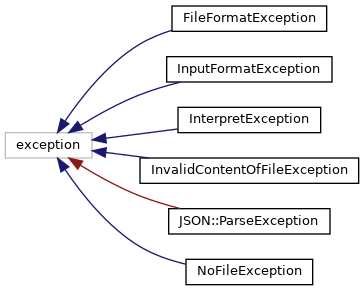 FileFormatException
InputFormatException
InterpretException
exception
InvalidContentOfFileException
JSON::ParseException
NoFileException